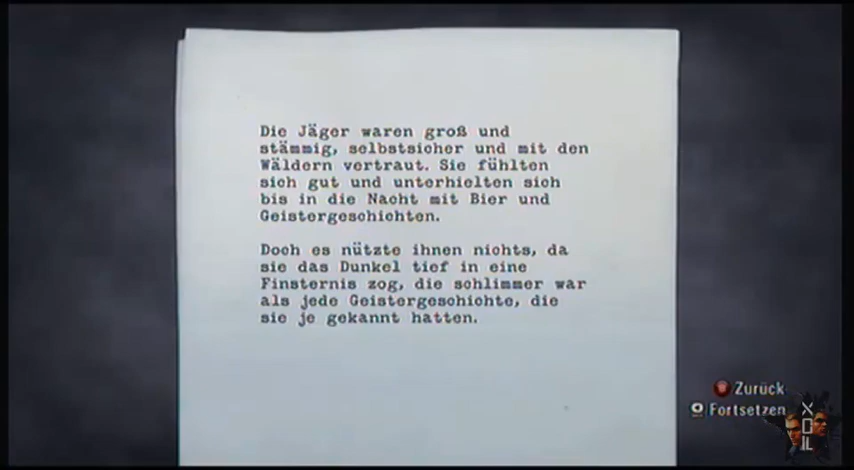 Die Jäger waren groß und
stämmig, selbstsicher und mit den
Wäldern vertraut. Sie fühlten
sich gut und unterhielten sich
bis in die Nacht mit Bier und
Geistergeschichten.
Doch es nützte ihnen nichts, da
sie das Dunkel tief in eine
Finsternis zog, die schlimmer war
als jede Geistergeschichte, die
sie je gekannt hatten.
Zurück
Fortsetzen